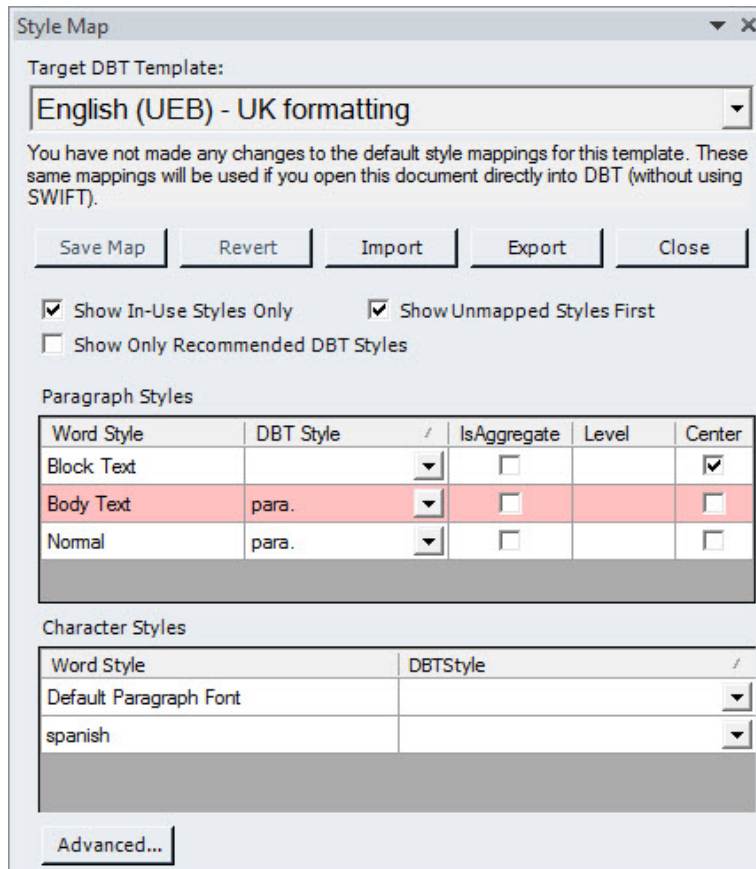 Style Map
Target DBT Template:
English (UEB) - UK formatting
You have not made any changes to the default style mappings for this template. These
same mappings will be used if you open this document directly into DBT (without using
SWIFT).
Save Map Revert Import Export Close
Show In-Use Styles Only Show Unmapped Styles First
Show Only Recommended DBT Styles
Paragraph Styles
Word Style DBT Style IsAggregate Level Center
Block Text
Body Text para.
Normal para.
Character Styles
Word Style DBTStyle
Default Paragraph Font
spanish
Advanced...